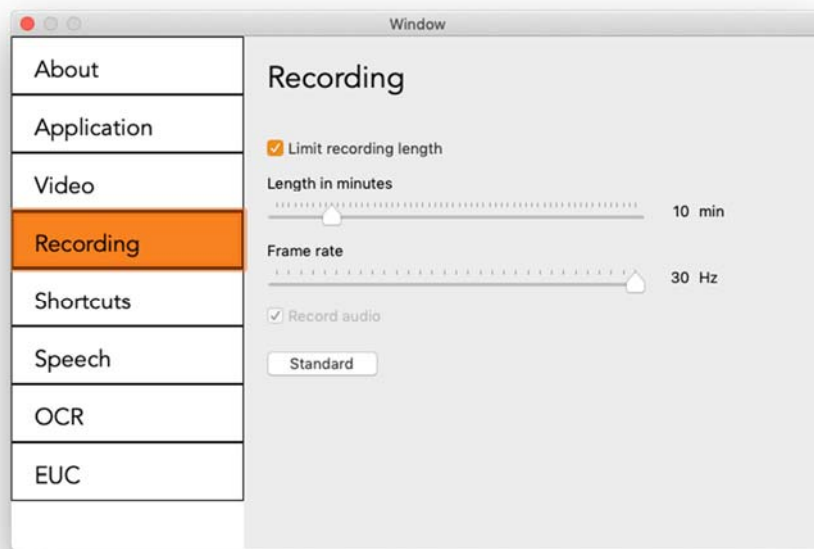 Window
About
Application
Video
Recording
Shortcuts
Speech
OCR
EUC
Recording
Limit recording length
Length in minutes
10 min
Frame rate
30 Hz
Record audio
Standard